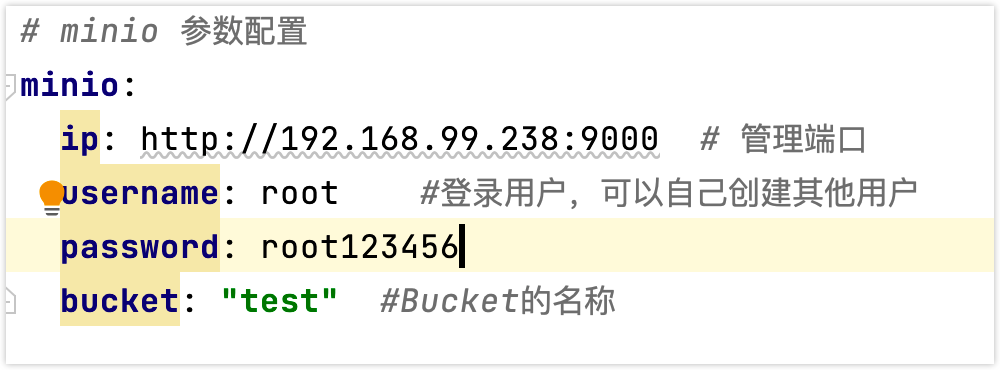 # minio 参数配置
minio:
  ip: http://192.168.99.238:9000  # 管理端口
  username: root    #登录用户，可以自己创建其他用户
  password: root123456
  bucket: "test"  #Bucket的名称